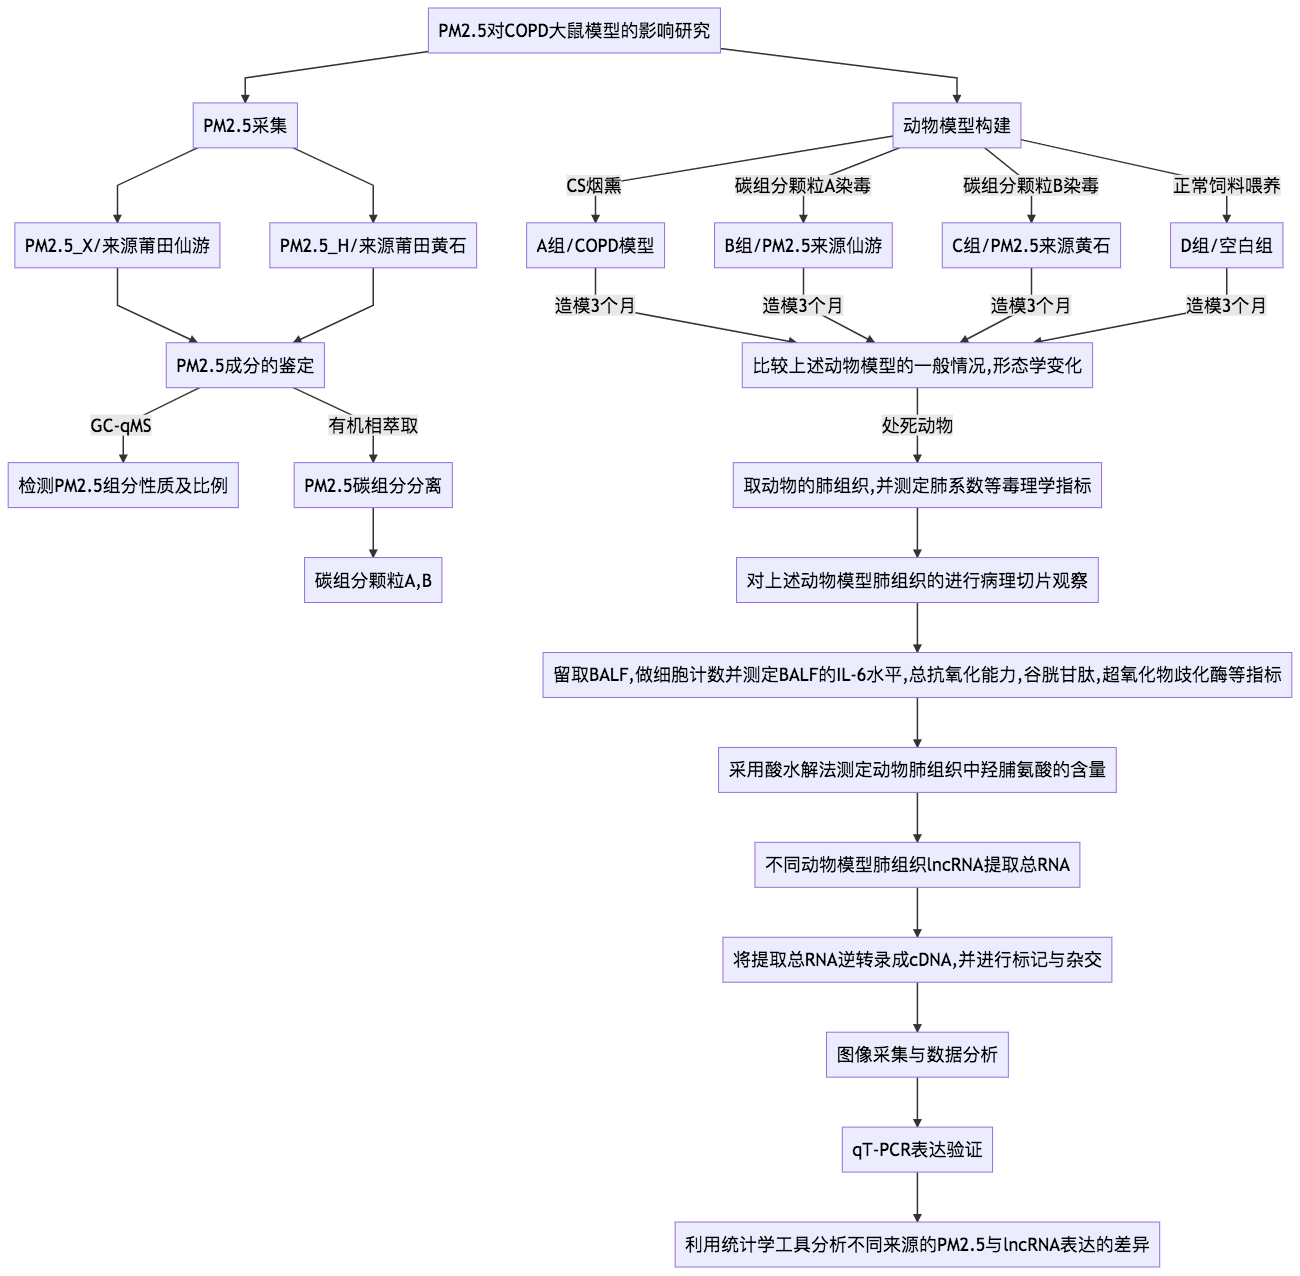 PM2.5对COPD大鼠模型的影响研究
PM2.5采集
动物模型构建
CS烟熏
碳组分颗粒A染毒
碳组分颗粒B染毒
正常饲料喂养
PM2.5_X/来源莆田仙游
PM2.5_H/来源莆田黄石
A组/COPD模型
B组/PM2.5来源仙游
C组/PM2.5来源黄石
D组/空白组
造模3个月
造模3个月
造模3个月
造模3个月
PM2.5成分的鉴定
比较上述动物模型的一般情况,形态学变化
GC-qMS
有机相萃取
处死动物
检测PM2.5组分性质及比例
PM2.5碳组分分离
取动物的肺组织,并测定肺系数等毒理学指标
碳组分颗粒A,B
对上述动物模型肺组织的进行病理切片观察
留取BALF,做细胞计数并测定BALF的IL-6水平,总抗氧化能力,谷胱甘肽,超氧化物歧化酶等指标
采用酸水解法测定动物肺组织中羟脯氨酸的含量
不同动物模型肺组织lncRNA提取总RNA
将提取总RNA逆转录成cDNA,并进行标记与杂交
图像采集与数据分析
qT-PCR表达验证
利用统计学工具分析不同来源的PM2.5与lncRNA表达的差异